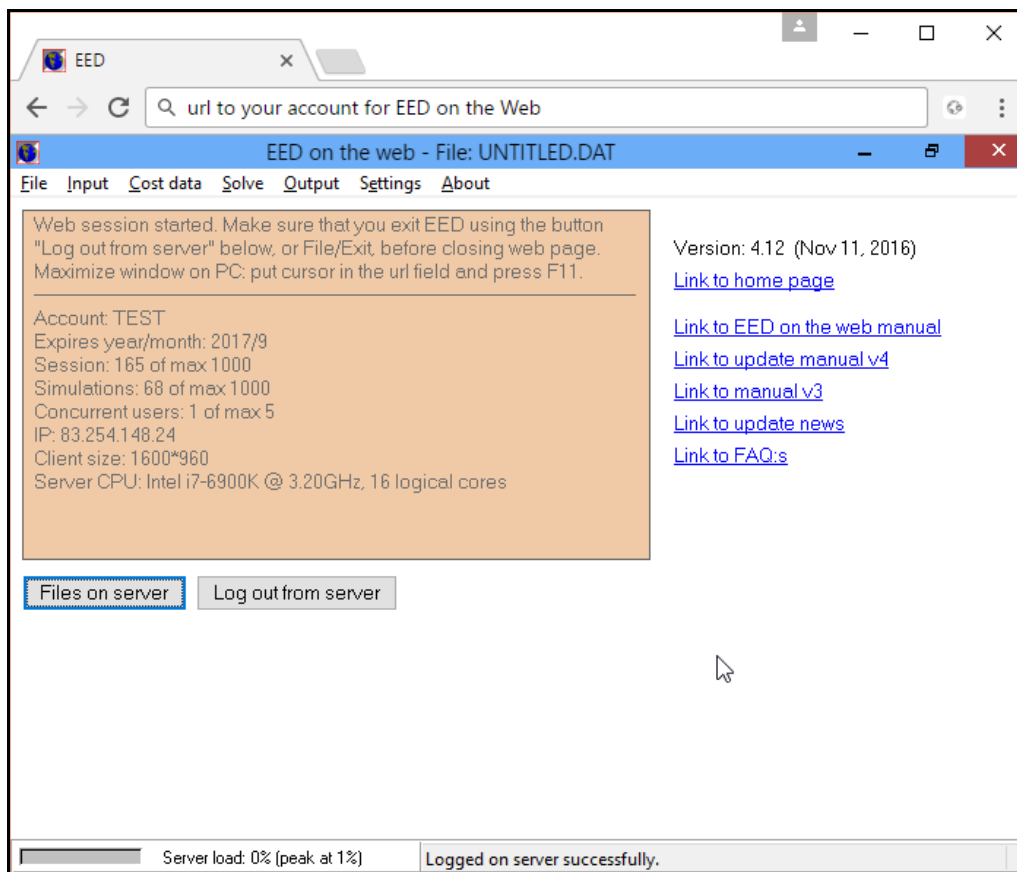 EED
url to your account for EED on the Web
EED on the web - File: UNTITLED.DAT
File Input Cost data Solve Output Settings About
Web session started. Make sure that you exit EED using the button
"Log out from server" below, or File/Exit, before closing web page.
Maximize window on PC: put cursor in the url field and press F11.
Account: TEST
Expires year/month: 2017/9
Session: 165 of max 1000
Simulations: 68 of max 1000
Concurrent users: 1 of max 5
IP: 83.254.148.24
Client size: 1600*960
Server CPU: Intel i7-6900K @ 3.20GHz, 16 logical cores
Version: 4.12 (Nov 11, 2016)
Link to home page
Link to EED on the web manual
Link to update manual v4
Link to manual v3
Link to update news
Link to FAQ:s
Files on server Log out from server
Server load: 0% (peak at 1%) Logged on server successfully.